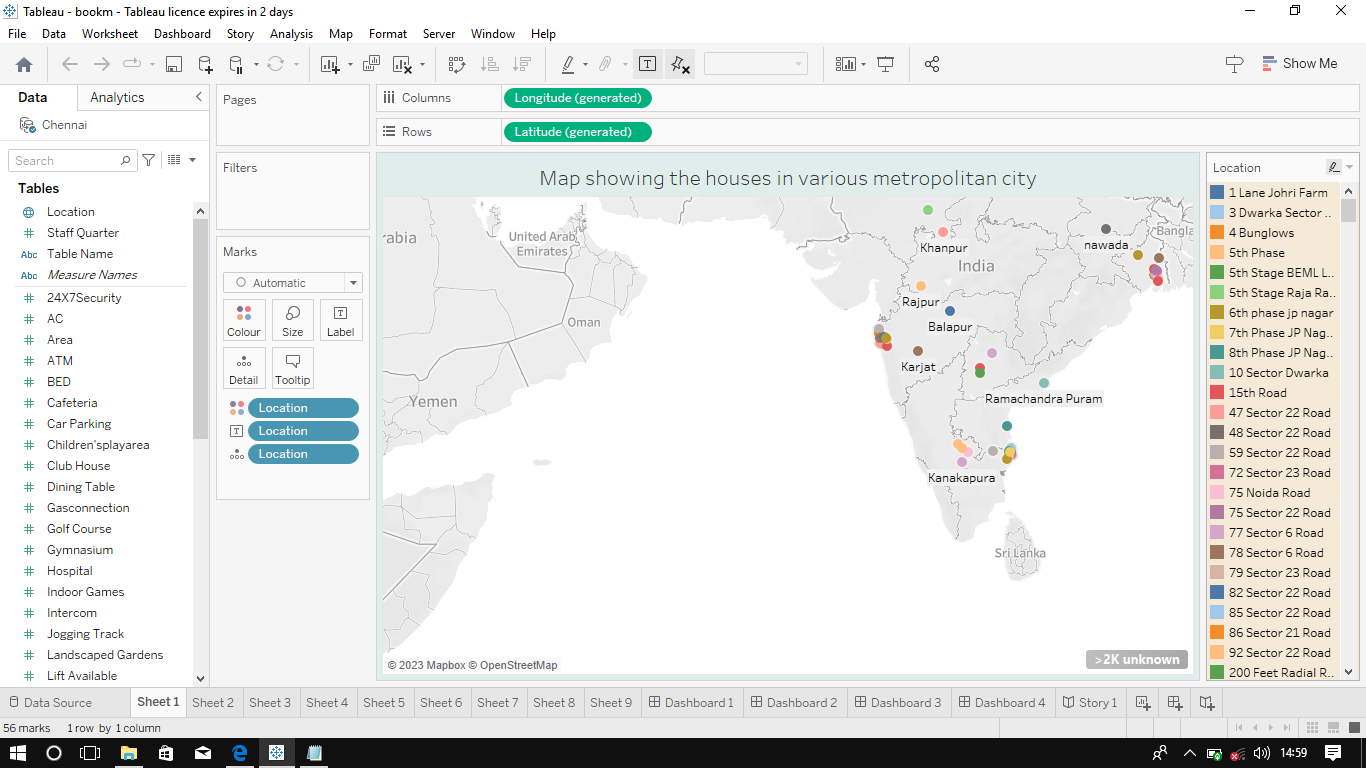 Tableau - bookm - Tableau licence expires in 2 days
File Data Worksheet Dashboard Story Analysis Map Format Server Window Help
Show Me
Data Analytics
Chennai
Search
Tables
Location
Staff Quarter
Abc Table Name
Abc Measure Names
24X7Security
AC
Area
ATM
BED
Cafeteria
Car Parking
Children'splayarea
Club House
Dining Table
Gasconnection
Golf Course
Gymnasium
Hospital
Indoor Games
Intercom
Jogging Track
Landscaped Gardens
Lift Available
Pages
Filters
Marks
Automatic
Colour Size Label
Detail Tooltip
Location
Location
Location
Columns Longitude (generated)
Rows Latitude (generated)
Map showing the houses in various metropolitan city
rabia
United Arab
Emirates
Oman
Yemen
Khanpur
India
nawada
Bangla
Rajpur
Balapur
Karjat
Ramachandra Puram
Kanakapura
Sri Lanka
© 2023 Mapbox © OpenStreetMap
>2K unknown
Location
1 Lane Johri Farm
3 Dwarka Sector ..
4 Bunglows
5th Phase
5th Stage BEML L..
5th Stage Raja Ra..
6th phase jp nagar
7th Phase JP Nag..
8th Phase JP Nag..
10 Sector Dwarka
15th Road
47 Sector 22 Road
48 Sector 22 Road
59 Sector 22 Road
72 Sector 23 Road
75 Noida Road
75 Sector 22 Road
77 Sector 6 Road
78 Sector 6 Road
79 Sector 23 Road
82 Sector 22 Road
85 Sector 22 Road
86 Sector 21 Road
92 Sector 22 Road
200 Feet Radial R..
Data Source Sheet 1 Sheet 2 Sheet 3 Sheet 4 Sheet 5 Sheet 6 Sheet 7 Sheet 8 Sheet 9 Dashboard 1 Dashboard 2 Dashboard 3 Dashboard 4 Story 1
56 marks 1 row by 1 column
14:59